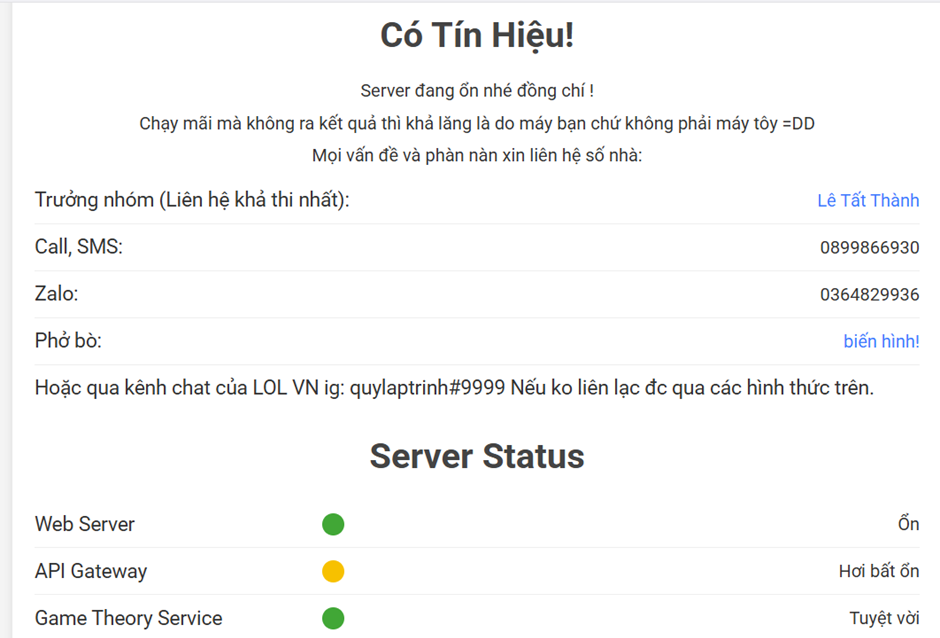 Có Tín Hiệu!
Server đang ổn nhé đồng chí !
Chạy mãi mà không ra kết quả thì khả lăng là do máy bạn chứ không phải máy tôy =DD
Mọi vấn đề và phàn nàn xin liên hệ số nhà:
Trưởng nhóm (Liên hệ khả thi nhất): Lê Tất Thành
Call, SMS: 0899866930
Zalo: 0364829936
Phở bò: biến hình!
Hoặc qua kênh chat của LOL VN ig: quylaptrinh#9999 Nếu ko liên lạc đc qua các hình thức trên.
Server Status
Web Server Ổn
API Gateway Hơi bất ổn
Game Theory Service Tuyệt vời